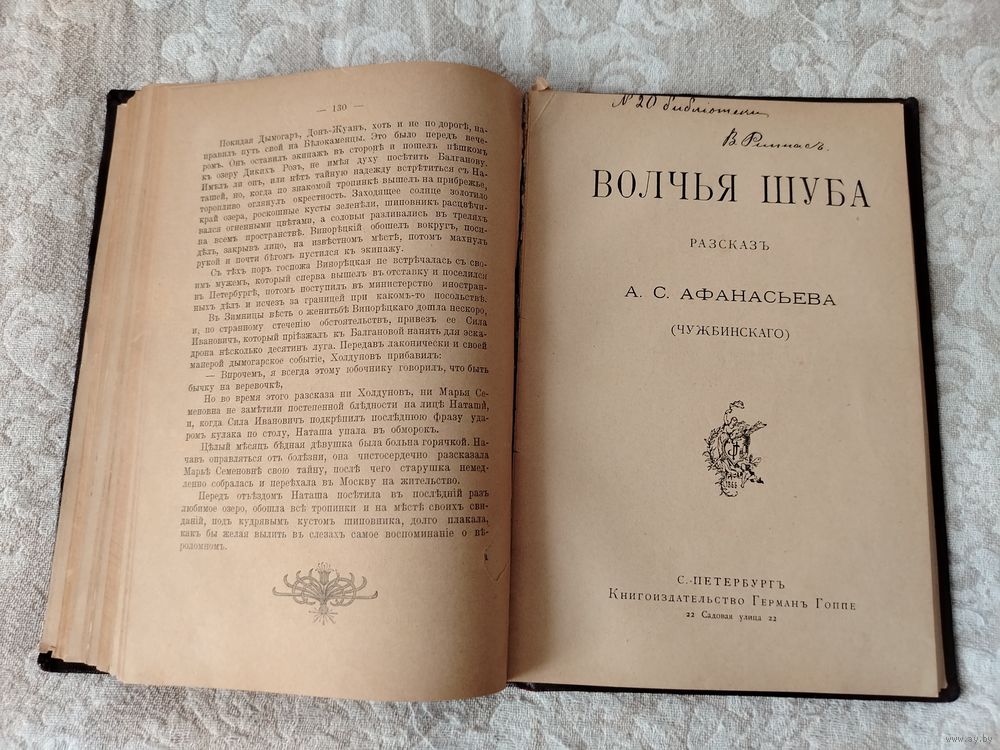 — 130 —
Покидая Дымогаръ, Донъ-Жуанъ, хоть и не по дорогѣ, на-
правилъ путь свой на Бѣлокаменцы. Это было передъ вече-
ромъ. Онъ оставилъ экипажъ въ сторонѣ и пошелъ пѣшкомъ
къ озеру Дикихъ Розъ, не имѣя духу посѣтить Балганову.
Имѣлъ ли онъ, или нѣтъ тайную надежду встрѣтиться съ На-
ташей, но, когда по знакомой тропинкѣ вышелъ на прибрежье,
торопливо оглянулъ окрестность. Заходящее солнце золотило
край озера, роскошные кусты зеленѣли, шиповникъ расцвѣчи-
вался огненными цвѣтами, а соловьи разливались въ треляхъ
на всемъ пространствѣ. Винорѣцкій обошелъ вокругъ, поси-
дѣлъ, закрывъ лицо, на извѣстномъ мѣстѣ, потомъ махнулъ
рукой и почти бѣгомъ пустился къ экипажу.
Съ тѣхъ поръ госпожа Винорѣцкая не встрѣчалась съ сво-
имъ мужемъ, который сперва вышелъ въ отставку и поселился
въ Петербургѣ, потомъ поступилъ въ министерство иностран-
ныхъ дѣлъ и исчезъ за границей при какомъ-то посольствѣ.
Въ Зимницы вѣсть о женитьбѣ Винорѣцкаго дошла нескоро,
и, по странному стеченію обстоятельствъ, привезъ ее Сила
Ивановичъ, который пріѣзжалъ къ Балгановой нанять для эска-
дрона нѣсколько десятинъ луга. Передавъ лаконически и своей
манерой дымогарское событіе, Холдуновъ прибавилъ:
— Впрочемъ, я всегда этому юбочнику говорилъ, что быть
бычку на веревочкѣ,
Но во время этого разсказа ни Холдуновъ, ни Марья Се-
меновна не замѣтили постепенной блѣдности на лицѣ Наташи,
и, когда Сила Ивановичъ подкрѣпилъ послѣднюю фразу уда-
ромъ кулака по столу, Наташа упала въ обморокъ.
Цѣлый мѣсяцъ бѣдная дѣвушка была больна горячкой. На-
чавъ оправляться отъ болѣзни, она чистосердечно разсказала
Марьѣ Семеновнѣ свою тайну, послѣ чего старушка немед-
ленно собралась и переѣхала въ Москву на жительство.
Передъ отъѣздомъ Наташа посѣтила въ послѣдній разъ
любимое озеро, обошла всѣ тропинки и на мѣстѣ своихъ сви-
даній, подъ кудрявымъ кустомъ шиповника, долго плакала,
какъ бы желая вылить въ слезахъ самое воспоминаніе о вѣ-
роломномъ.
№ 20 библіотеки
В.
ВОЛЧЬЯ ШУБА
РАЗСКАЗЪ
А. С. АФАНАСЬЕВА
(ЧУЖБИНСКАГО)
1866
С.-ПЕТЕРБУРГЪ
Книгоиздательство Германъ Гоппе
22 Садовая улица 22
www.ay.by